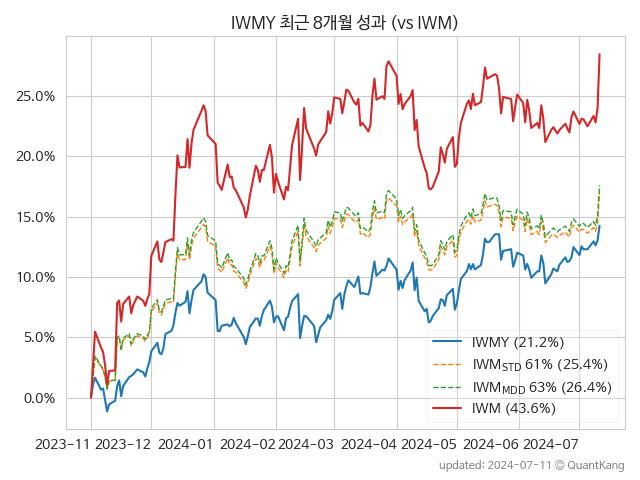 IWMY 최근 8개월 성과 (vs IWM)
25.0%
20.0%
15.0%
10.0%
5.0%
0.0%
IWMY (21.2%)
IWM_STD 61% (25.4%)
IWM_MDD 63% (26.4%)
IWM (43.6%)
2023-11 2023-12 2024-01 2024-02 2024-03 2024-04 2024-05 2024-06 2024-07
updated: 2024-07-11 © QuantKang